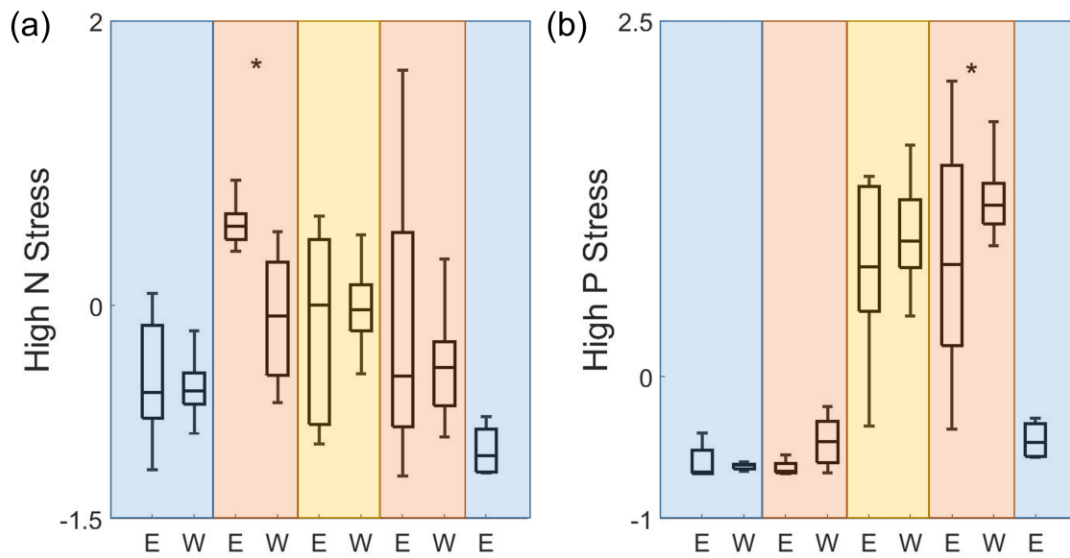 (a)
2
0
-1.5
High N Stress
*
E W E W E W E W E
(b)
2.5
0
-1
High P Stress
*
E W E W E W E W E